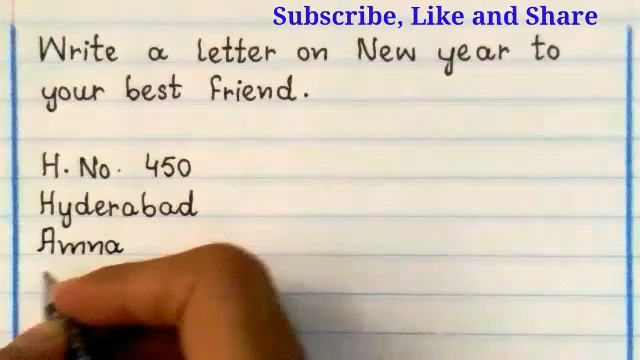 Subscribe, Like and Share
Write a letter on New year to
your best friend.
H. No. 450
Hyderabad
Amna